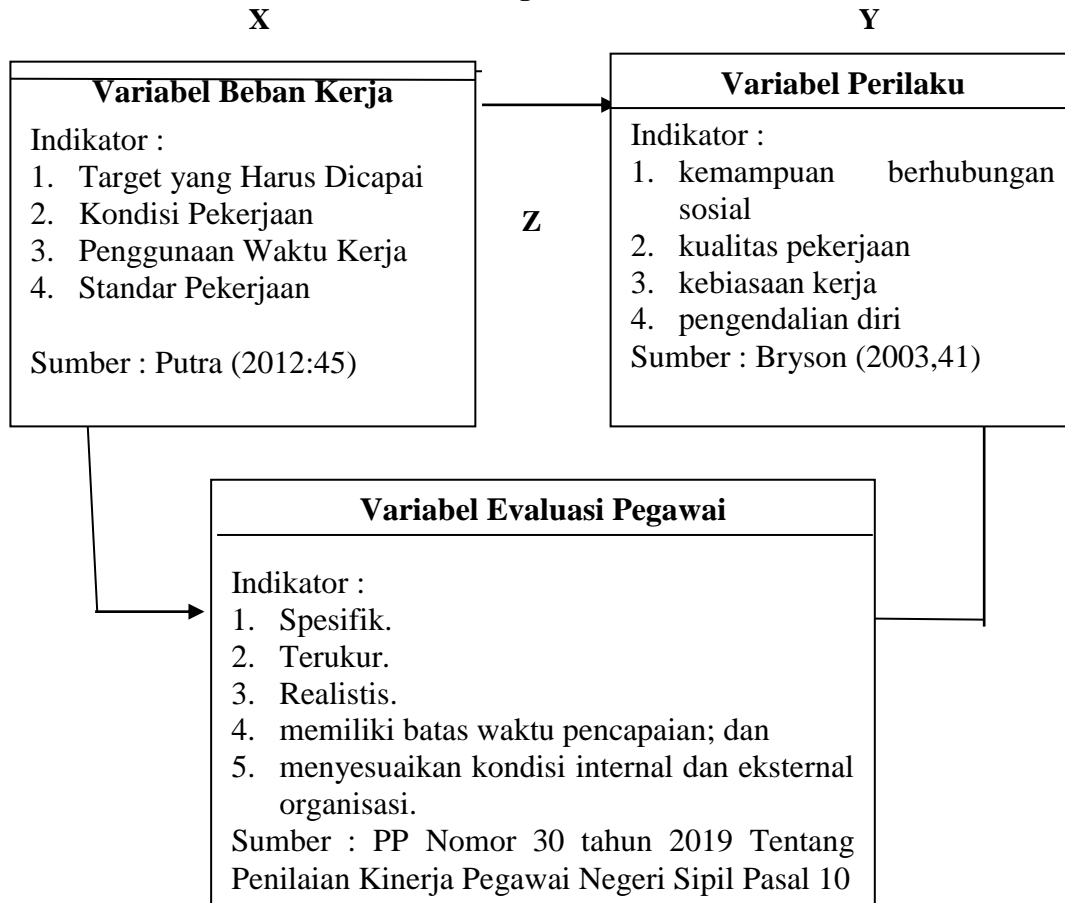 X
Y
Variabel Beban Kerja
Indikator :
1. Target yang Harus Dicapai
2. Kondisi Pekerjaan
3. Penggunaan Waktu Kerja
4. Standar Pekerjaan
Sumber : Putra (2012:45)
Z
Variabel Perilaku
Indikator :
1. kemampuan berhubungan
sosial
2. kualitas pekerjaan
3. kebiasaan kerja
4. pengendalian diri
Sumber : Bryson (2003,41)
Variabel Evaluasi Pegawai
Indikator :
1. Spesifik.
2. Terukur.
3. Realistis.
4. memiliki batas waktu pencapaian; dan
5. menyesuaikan kondisi internal dan eksternal
organisasi.
Sumber : PP Nomor 30 tahun 2019 Tentang
Penilaian Kinerja Pegawai Negeri Sipil Pasal 10